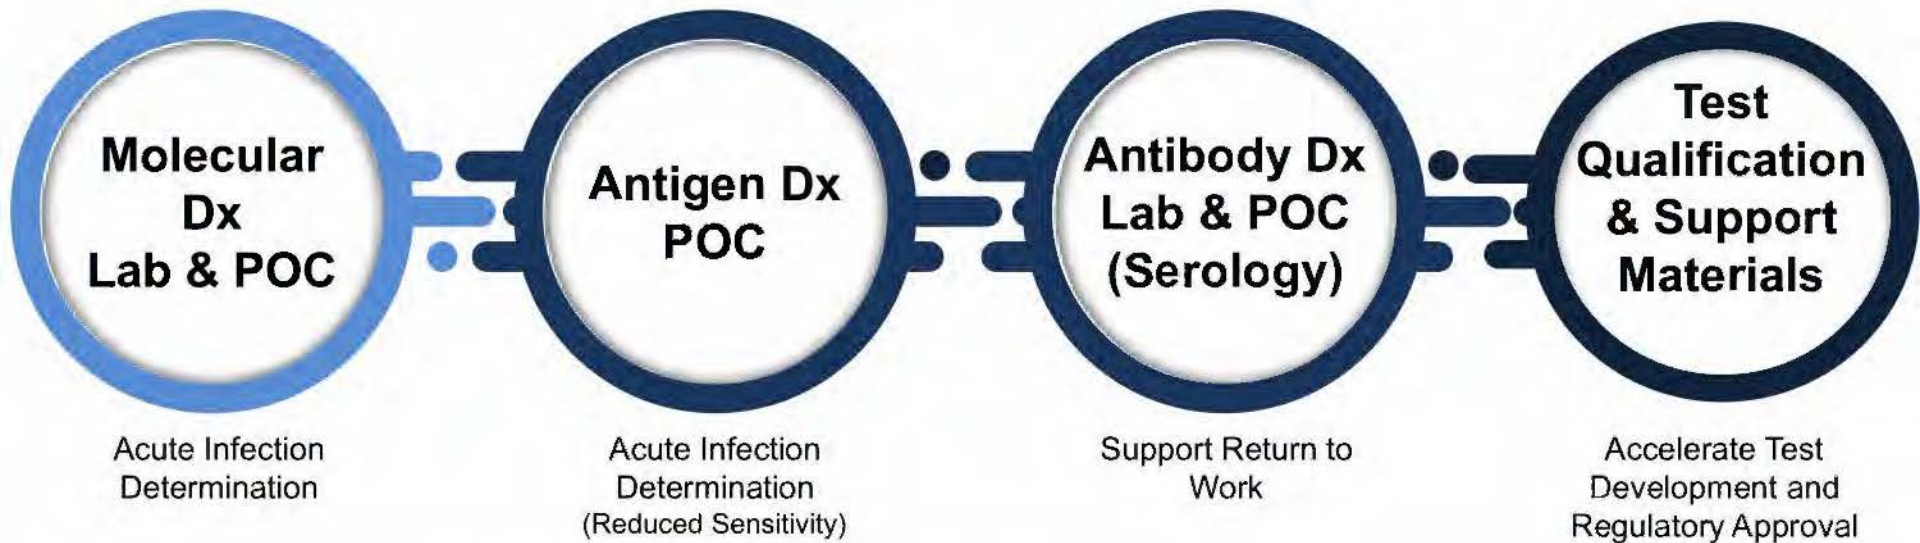 Molecular
Dx
Lab & POC
Acute Infection
Determination
Antigen Dx
POC
Acute Infection
Determination
(Reduced Sensitivity)
Antibody Dx
Lab & POC
(Serology)
Support Return to
Work
Test
Qualification
& Support
Materials
Accelerate Test
Development and
Regulatory Approval